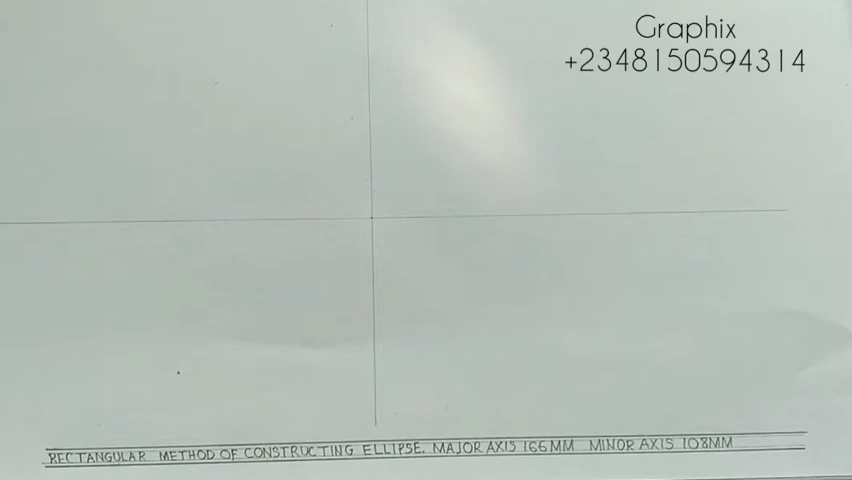 Graphix
+2348150594314
RECTANGULAR METHOD OF CONSTRUCTING ELLIPSE. MAJOR AXIS 166MM MINOR AXIS 108MM